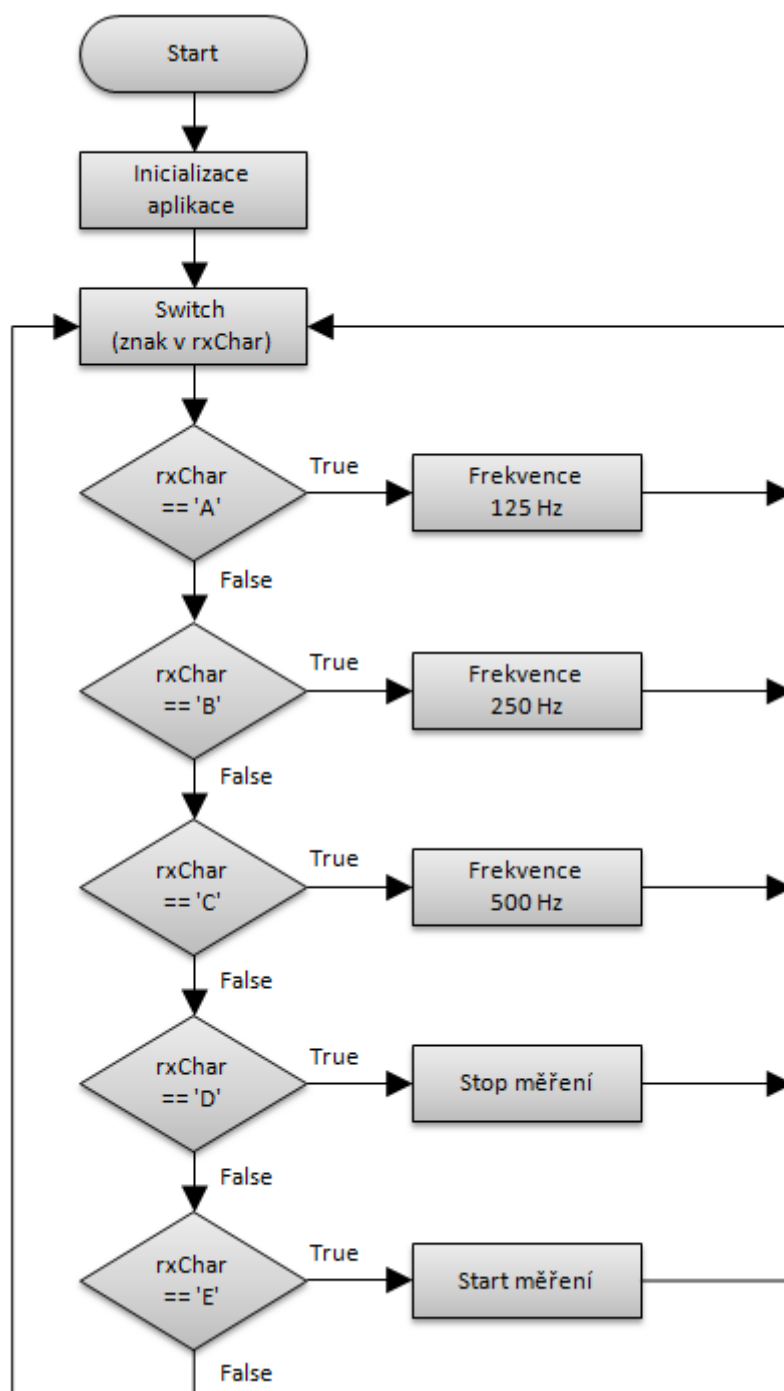 Start
Inicializace
aplikace
Switch
(znak v rxChar)
rxChar
== 'A'
True
Frekvence
125 Hz
False
rxChar
== 'B'
True
Frekvence
250 Hz
False
rxChar
== 'C'
True
Frekvence
500 Hz
False
rxChar
== 'D'
True
Stop měření
False
rxChar
== 'E'
True
Start měření
False